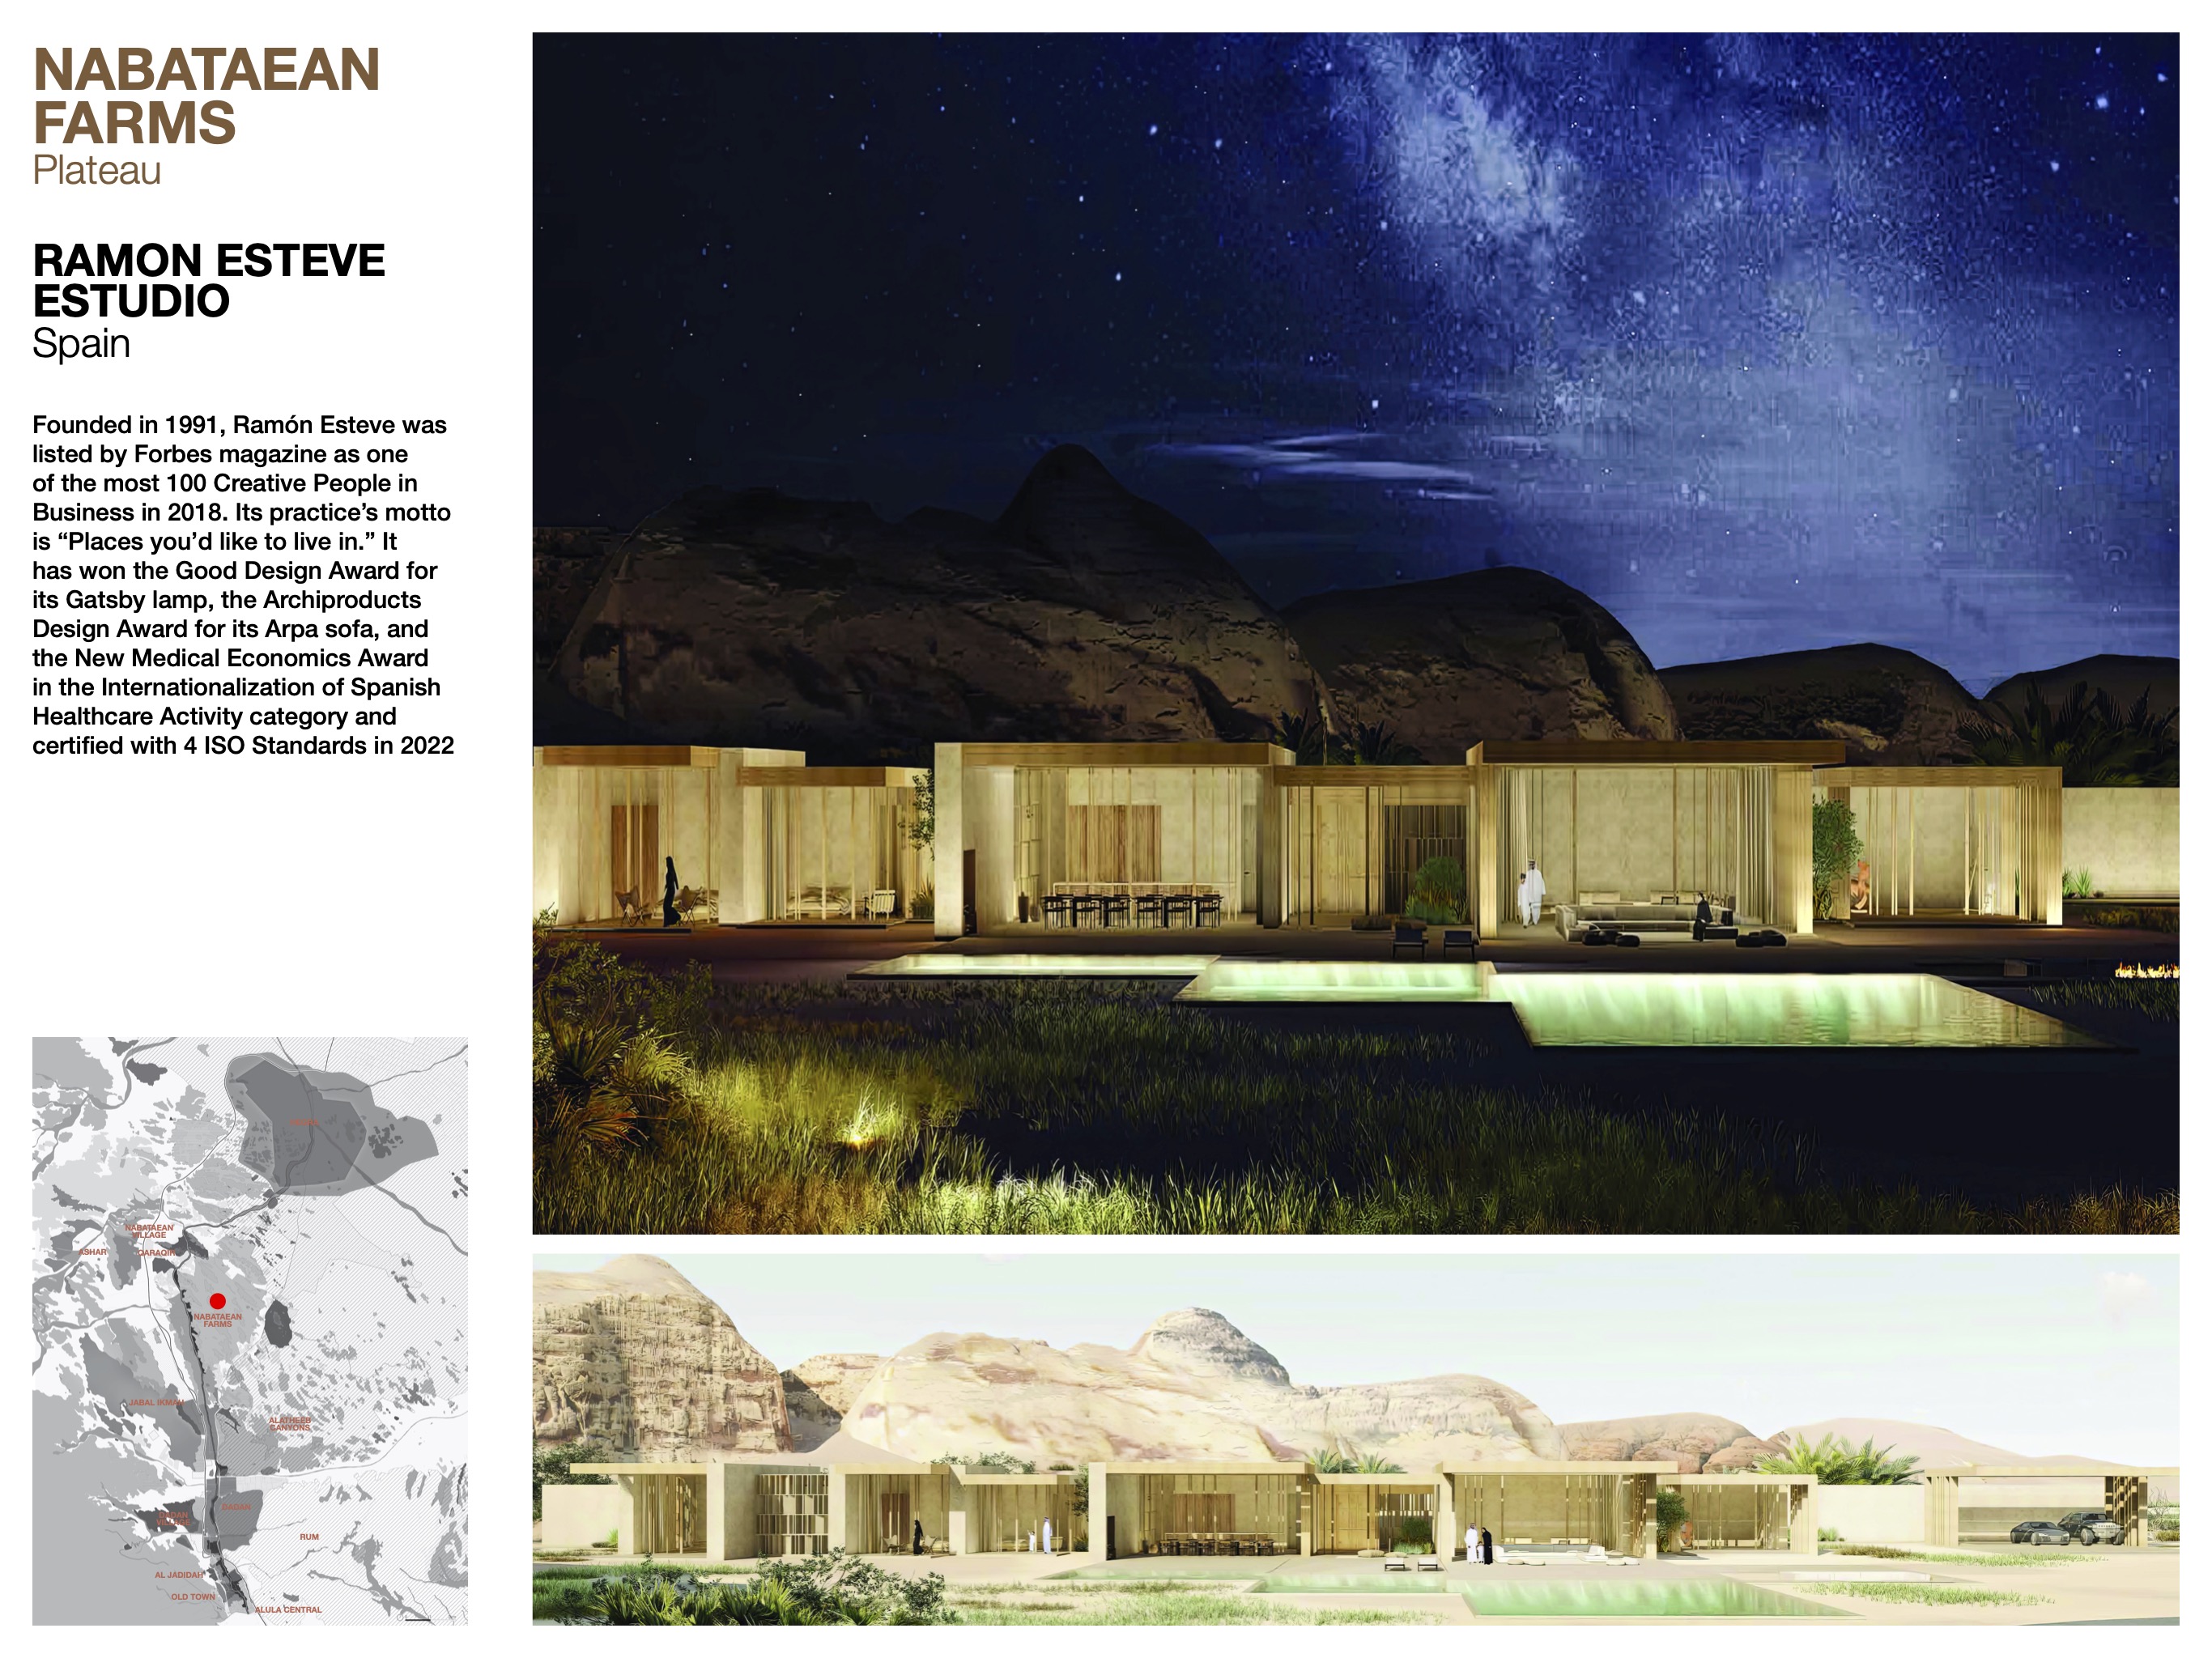 NABATAEAN
FARMS
Plateau
RAMON ESTEVE
ESTUDIO
Spain
Founded in 1991, Ramón Esteve was
listed by Forbes magazine as one
of the most 100 Creative People in
Business in 2018. Its practice’s motto
is “Places you’d like to live in.” It
has won the Good Design Award for
its Gatsby lamp, the Archiproducts
Design Award for its Arpa sofa, and
the New Medical Economics Award
in the Internationalization of Spanish
Healthcare Activity category and
certified with 4 ISO Standards in 2022
NABATAEAN
VILLAGE
ASHAR
QARAQIR
NABATAEAN
FARMS
JABAL IKMAH
ALATHEEB
CANYONS
DADAN
DADAN
VILLAGE
RUM
AL JADIDAH
OLD TOWN
ALULA CENTRAL